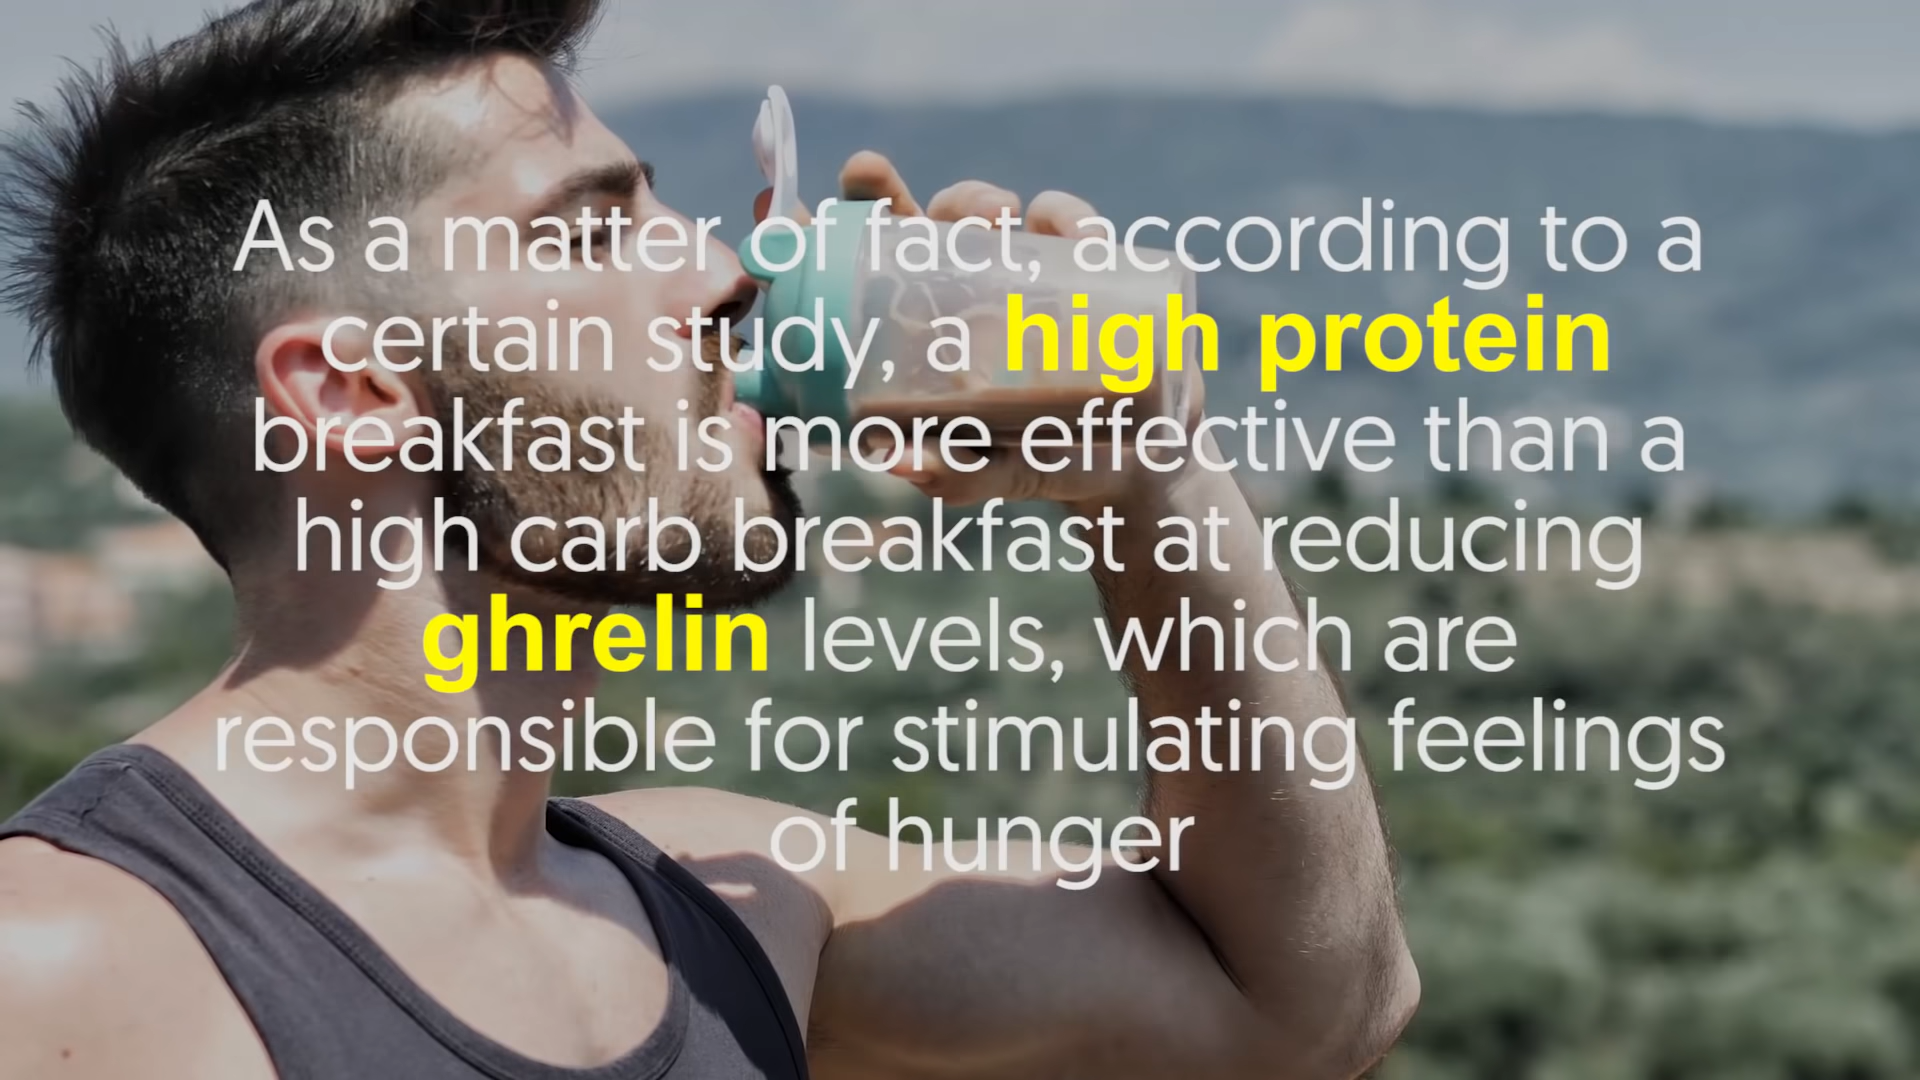 As a matter of fact, according to a
certain study, a high protein
breakfast is more effective than a
high carb breakfast at reducing
ghrelin levels, which are
responsible for stimulating feelings
of hunger